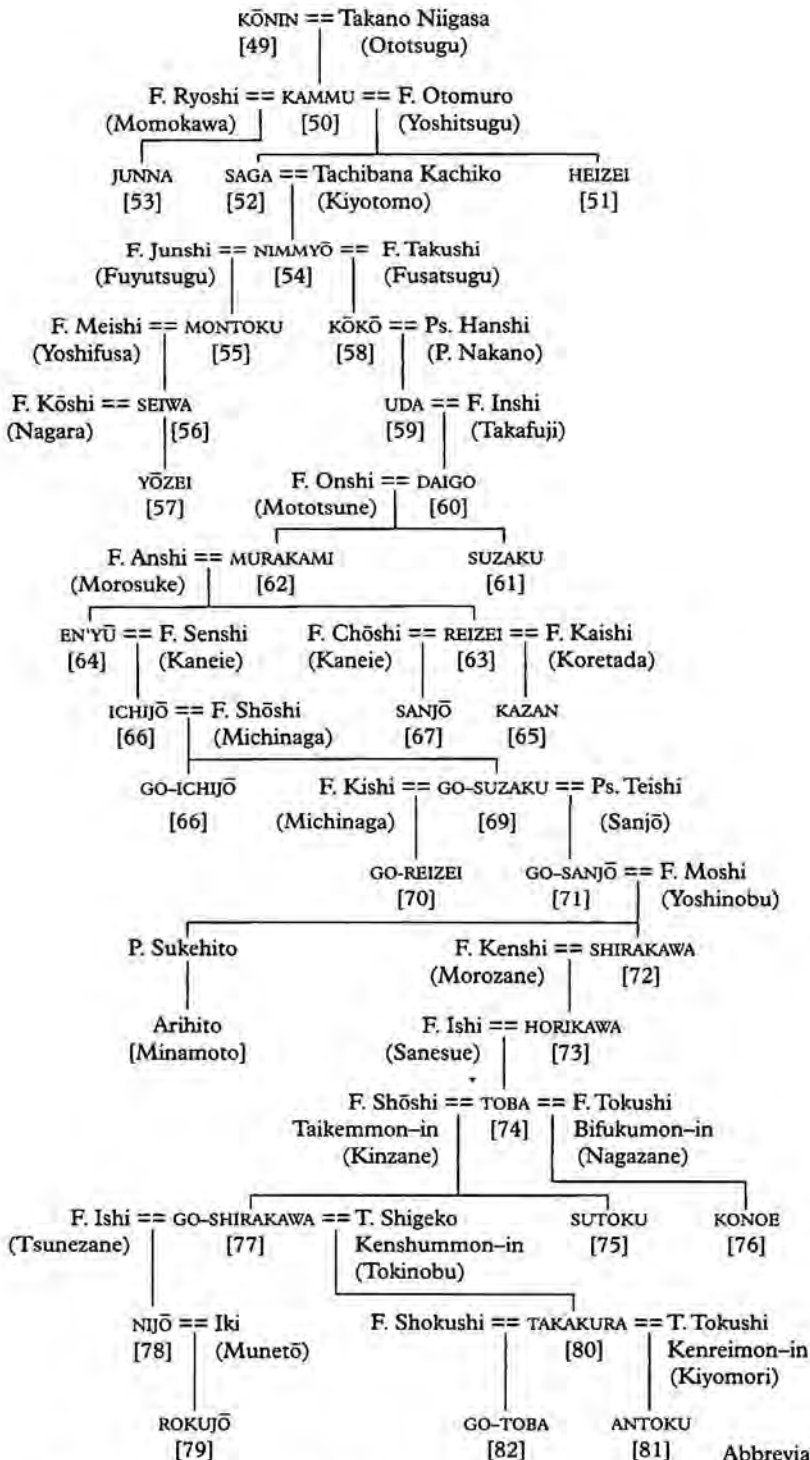 KŌNIN == Takano Niigasa
[49] (Ototsugu)
F. Ryoshi == KAMMU == F. Otomuro
(Momokawa) [50] (Yoshitsugu)
JUNNA SAGA == Tachibana Kachiko HEIZEI
[53] [52] (Kiyotomo) [51]
F. Junshi == NIMMYŌ == F. Takushi
(Fuyutsugu) [54] (Fusatsugu)
F. Meishi == MONTOKU KŌKŌ == Ps. Hanshi
(Yoshifusa) [55] [58] (P. Nakano)
F. Kōshi == SEIWA UDA == F. Inshi
(Nagara) [56] [59] (Takafuji)
YŌZEI F. Onshi == DAIGO
[57] (Mototsune) [60]
F. Anshi == MURAKAMI SUZAKU
(Morosuke) [62] [61]
EN'YŪ == F. Senshi F. Chōshi == REIZEI == F. Kaishi
[64] (Kaneie) (Kaneie) [63] (Koretada)
ICHIJŌ == F. Shōshi SANJŌ KAZAN
[66] (Michinaga) [67] [65]
GO-ICHIJŌ F. Kishi == GO-SUZAKU == Ps. Teishi
[66] (Michinaga) [69] (Sanjō)
GO-REIZEI GO-SANJŌ == F. Moshi
[70] [71] (Yoshinobu)
P. Sukehito F. Kenshi == SHIRAKAWA
(Morozane) [72]
Arihito F. Ishi == HORIKAWA
[Minamoto] (Sanesue) [73]
F. Shōshi == TOBA == F. Tokushi
Taikemmon-in [74] Bifukumon-in
(Kinzane) (Nagazane)
F. Ishi == GO-SHIRAKAWA == T. Shigeko SUTOKU KONOE
(Tsunezane) [77] Kenshummon-in [75] [76]
(Tokinobu)
NIJŌ == Iki F. Shokushi == TAKAKURA == T. Tokushi
[78] (Munetō) [80] Kenreimon-in
(Kiyomori)
ROKUJŌ GO-TOBA ANTOKU
[79] [82] [81] Abbrevia